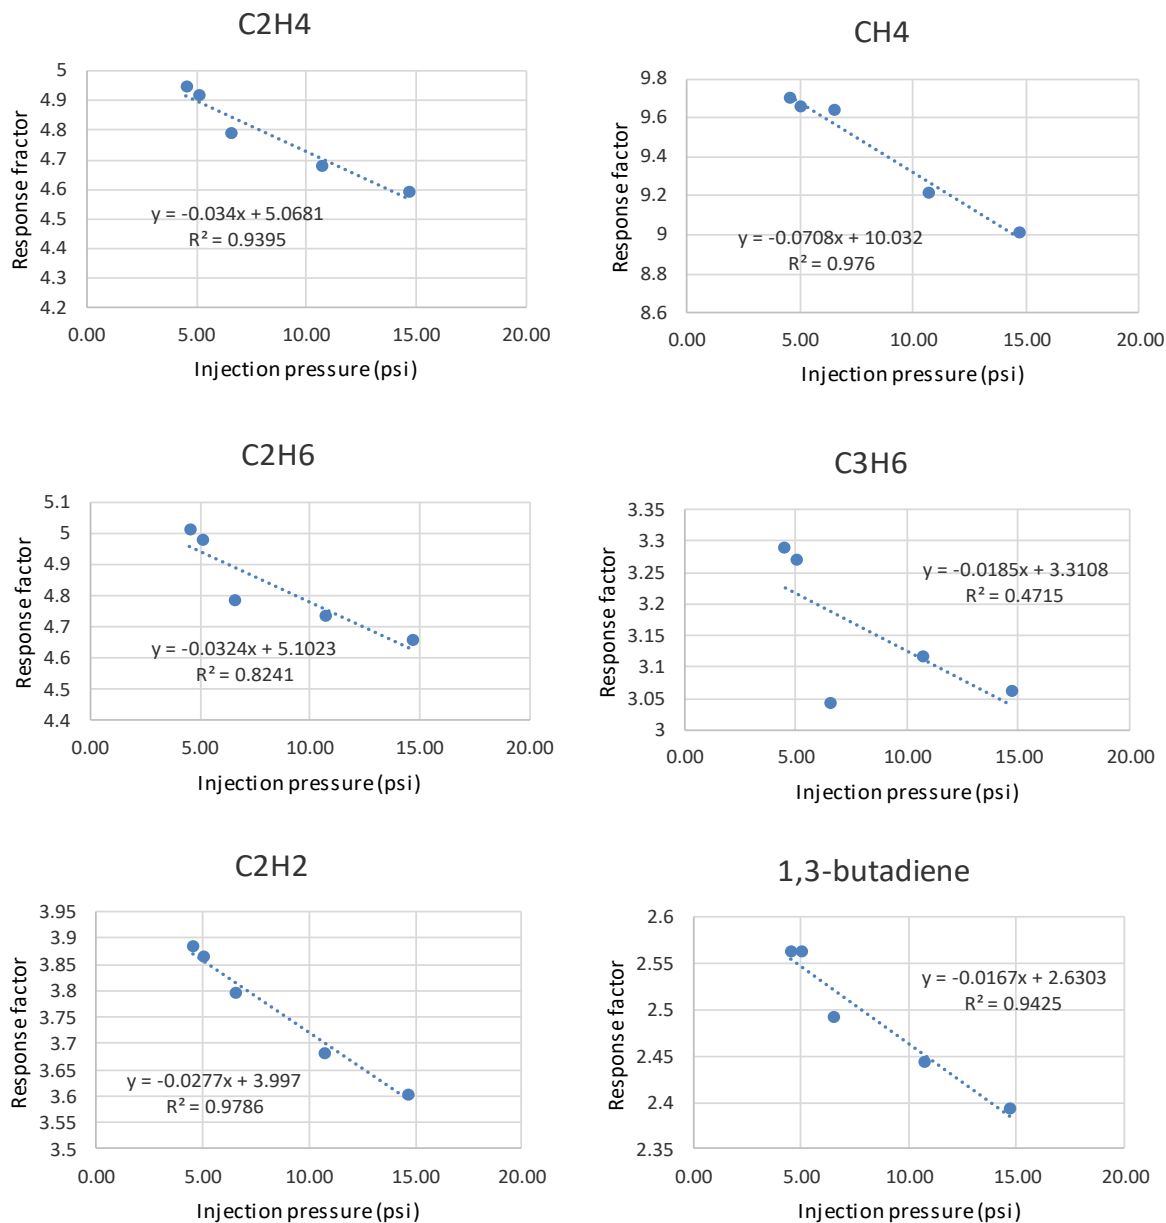 C2H4
5
4.9
4.8
4.7
4.6
4.5
4.4
4.3
4.2
Response fractor
y = -0.034x + 5.0681
R² = 0.9395
0.00 5.00 10.00 15.00 20.00
Injection pressure (psi)
CH4
9.8
9.6
9.4
9.2
9
8.8
8.6
Response factor
y = -0.0708x + 10.032
R² = 0.976
0.00 5.00 10.00 15.00 20.00
Injection pressure (psi)
C2H6
5.1
5
4.9
4.8
4.7
4.6
4.5
4.4
Response factor
y = -0.0324x + 5.1023
R² = 0.8241
0.00 5.00 10.00 15.00 20.00
Injection pressure (psi)
C3H6
3.35
3.3
3.25
3.2
3.15
3.1
3.05
3
Response factor
y = -0.0185x + 3.3108
R² = 0.4715
0.00 5.00 10.00 15.00 20.00
Injection pressure (psi)
C2H2
3.95
3.9
3.85
3.8
3.75
3.7
3.65
3.6
3.55
3.5
Response factor
y = -0.0277x + 3.997
R² = 0.9786
0.00 5.00 10.00 15.00 20.00
Injection pressure (psi)
1,3-butadiene
2.6
2.55
2.5
2.45
2.4
2.35
Response factor
y = -0.0167x + 2.6303
R² = 0.9425
0.00 5.00 10.00 15.00 20.00
Injection pressure (psi)